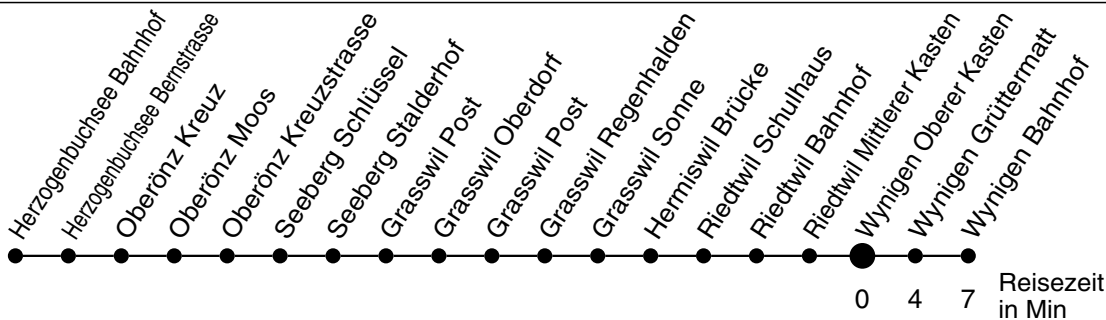 Herzogenbuchsee Bahnhof
Herzogenbuchsee Bernstrasse
Oberönz Kreuz
Oberönz Moos
Oberönz Kreuzstrasse
Seeberg Schlüssel
Seeberg Stalderhof
Grasswil Post
Grasswil Oberdorf
Grasswil Post
Grasswil Regenhalden
Grasswil Sonne
Hermiswil Brücke
Riedtwil Schulhaus
Riedtwil Bahnhof
Riedtwil Mittlerer Kasten
Wynigen Oberer Kasten
Wynigen Grüttermatt
Wynigen Bahnhof
0 4 7 Reisezeit
in Min